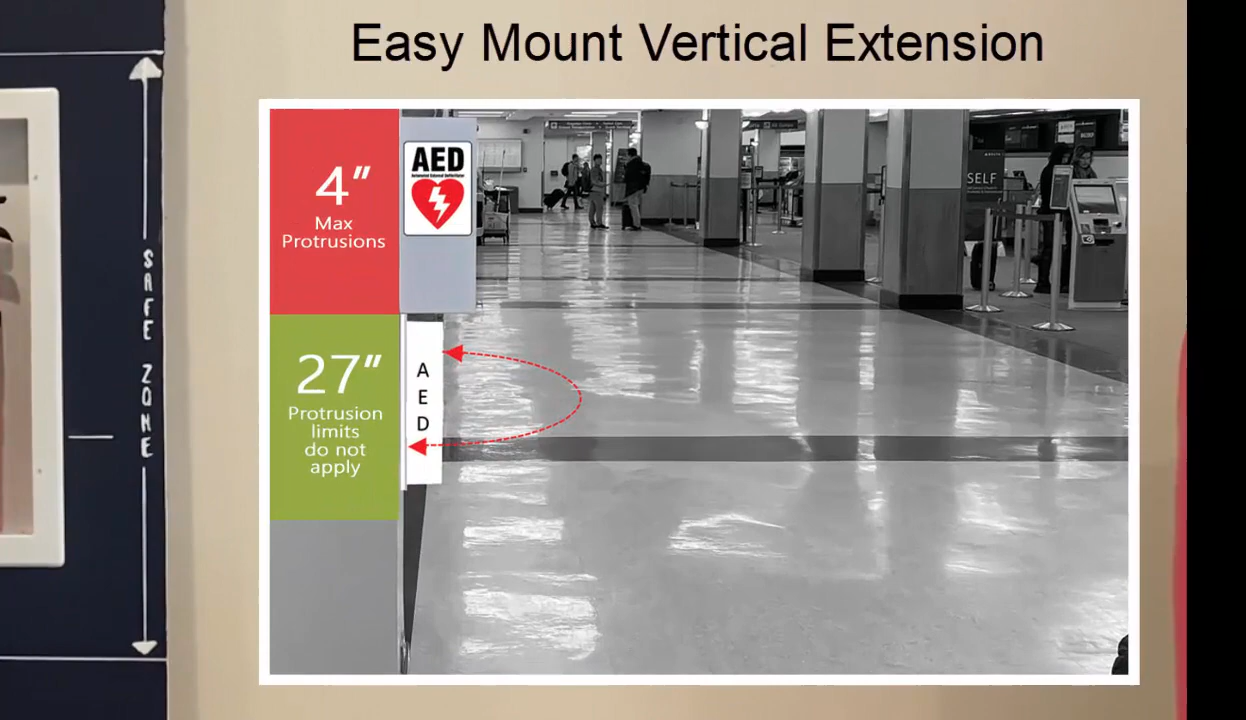 Easy Mount Vertical Extension
SAFE ZONE
4"
Max
Protrusions
AED
27"
Protrusion
limits
do not
apply
A
E
D
SELF